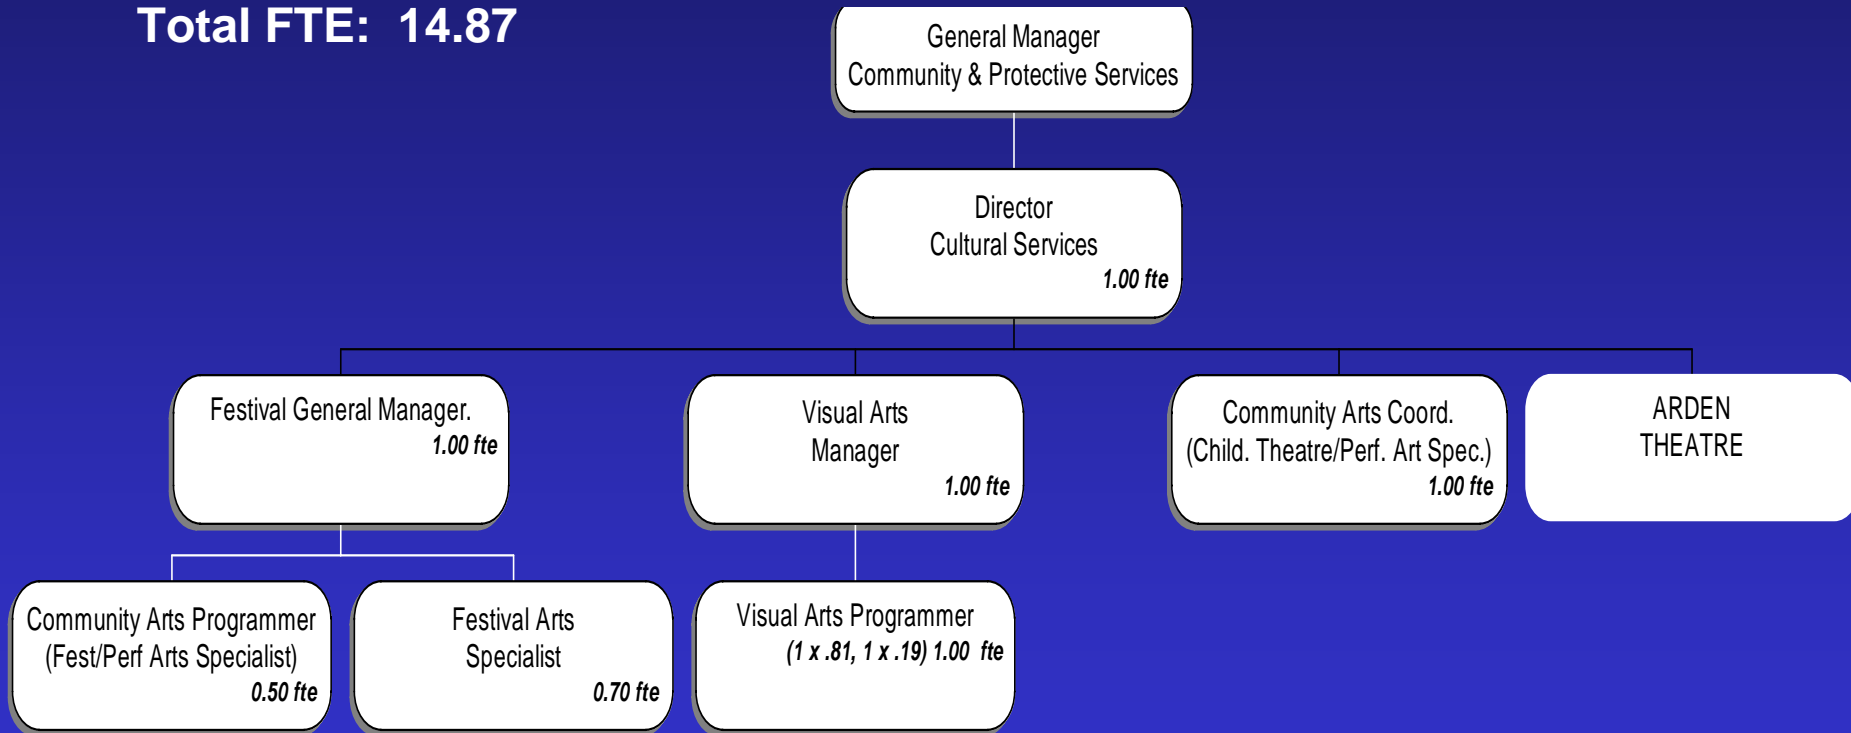 Total FTE: 14.87
General Manager
Community & Protective Services
Director
Cultural Services
1.00 fte
Festival General Manager.
1.00 fte
Visual Arts
Manager
1.00 fte
Community Arts Coord.
(Child. Theatre/Perf. Art Spec.)
1.00 fte
ARDEN
THEATRE
Community Arts Programmer
(Fest/Perf Arts Specialist)
0.50 fte
Festival Arts
Specialist
0.70 fte
Visual Arts Programmer
(1 x .81, 1 x .19) 1.00 fte